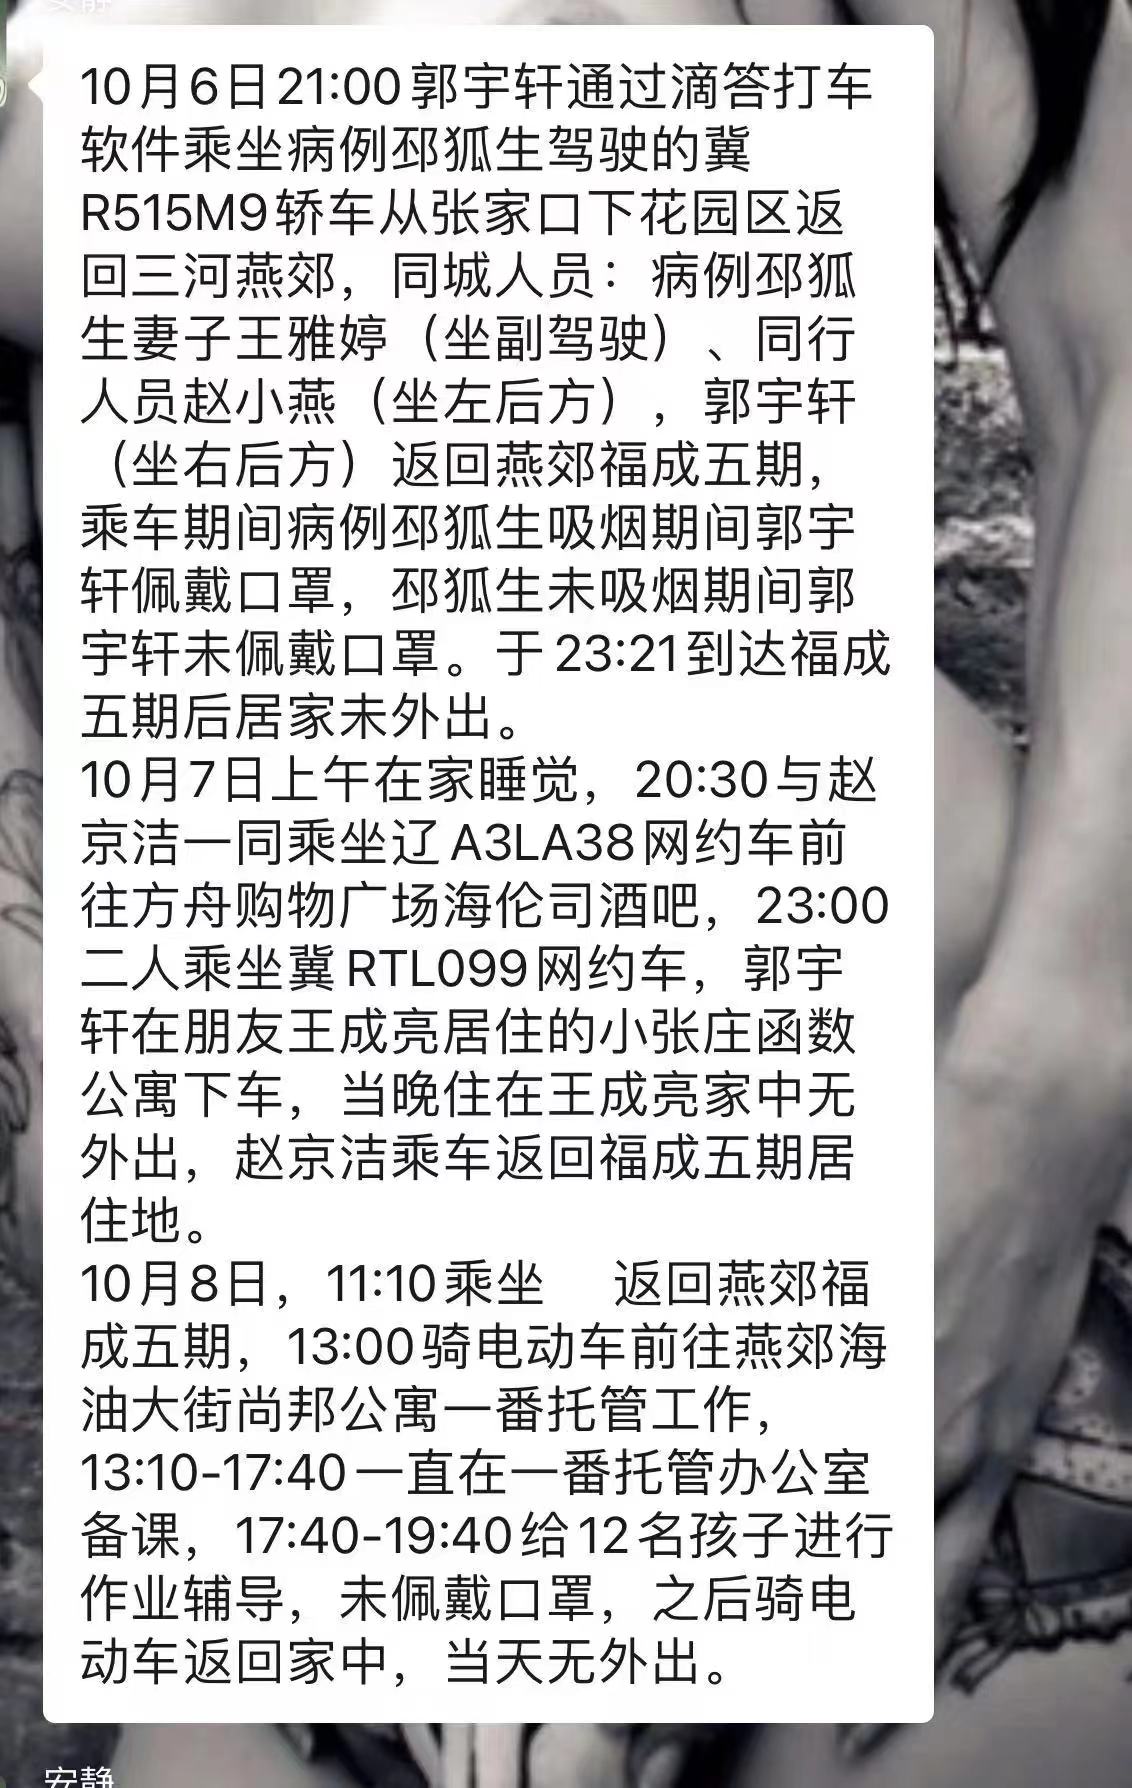 10月6日21:00郭宇轩通过滴答打车
软件乘坐病例邳狐生驾驶的冀
R515M9轿车从张家口下花园区返
回三河燕郊，同城人员：病例邳狐
生妻子王雅婷（坐副驾驶）、同行
人员赵小燕（坐左后方），郭宇轩
（坐右后方）返回燕郊福成五期，
乘车期间病例邳狐生吸烟期间郭宇
轩佩戴口罩，邳狐生未吸烟期间郭
宇轩未佩戴口罩。于23:21到达福成
五期后居家未外出。
10月7日上午在家睡觉，20:30与赵
京洁一同乘坐辽A3LA38网约车前
往方舟购物广场海伦司酒吧，23:00
二人乘坐冀RTL099网约车，郭宇
轩在朋友王成亮居住的小张庄函数
公寓下车，当晚住在王成亮家中无
外出，赵京洁乘车返回福成五期居
住地。
10月8日，11:10乘坐　返回燕郊福
成五期，13:00骑电动车前往燕郊海
油大街尚邦公寓一番托管工作，
13:10-17:40一直在一番托管办公室
备课，17:40-19:40给12名孩子进行
作业辅导，未佩戴口罩，之后骑电
动车返回家中，当天无外出。
安静